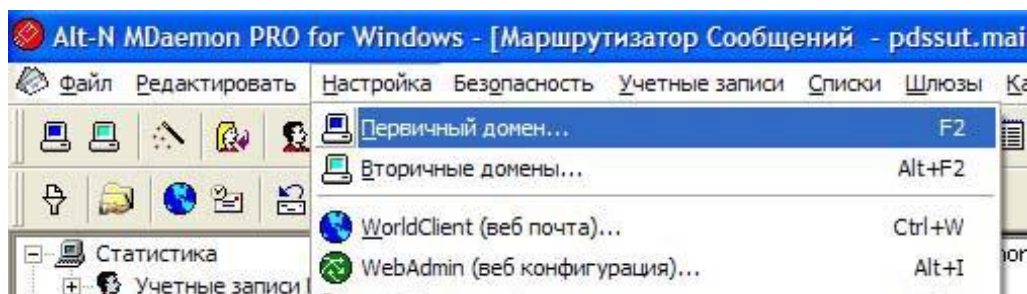 Alt-N MDaemon PRO for Windows - [Маршрутизатор Сообщений - pdssut.mai
Файл Редактировать Настройка Безопасность Учетные записи Списки Шлюзы Ка
Первичный домен... F2
Вторичные домены... Alt+F2
WorldClient (веб почта)... Ctrl+W
Статистика
WebAdmin (веб конфигурация)... Alt+I
Учетные записи